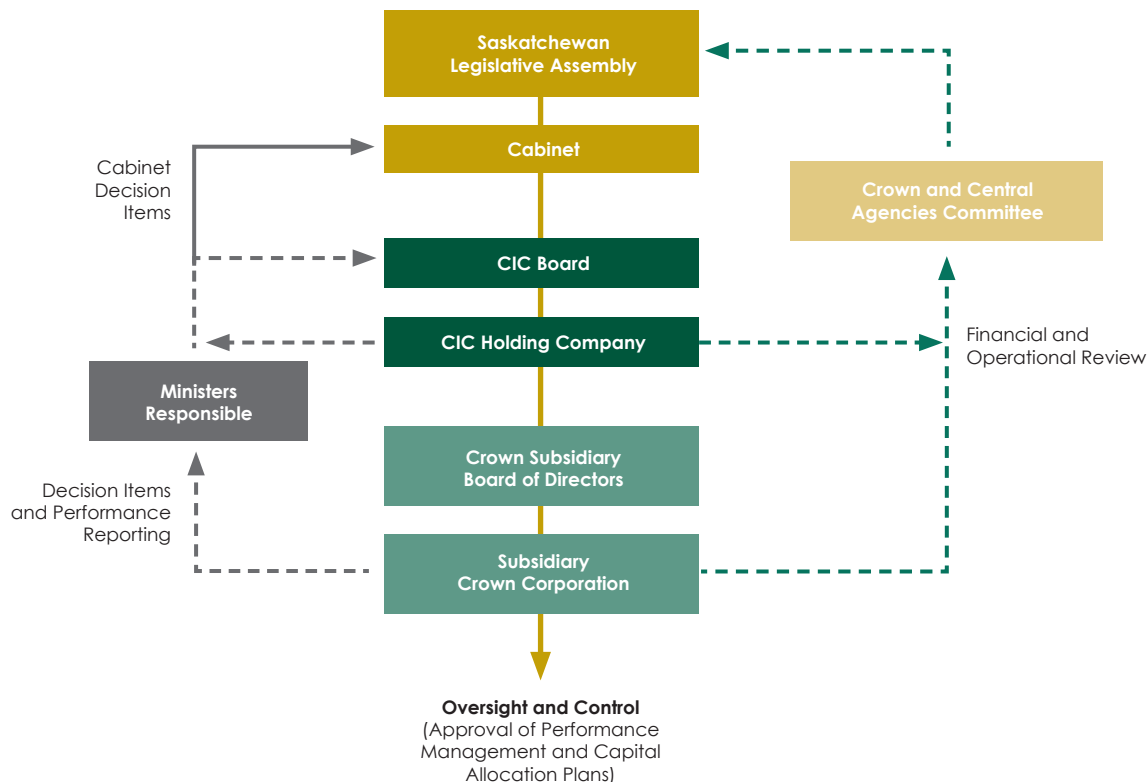 Saskatchewan
Legislative Assembly
Cabinet
Cabinet
Decision
Items
Crown and Central
Agencies Committee
CIC Board
CIC Holding Company
Financial and
Operational Review
Ministers
Responsible
Crown Subsidiary
Board of Directors
Decision Items
and Performance
Reporting
Subsidiary
Crown Corporation
Oversight and Control
(Approval of Performance
Management and Capital
Allocation Plans)